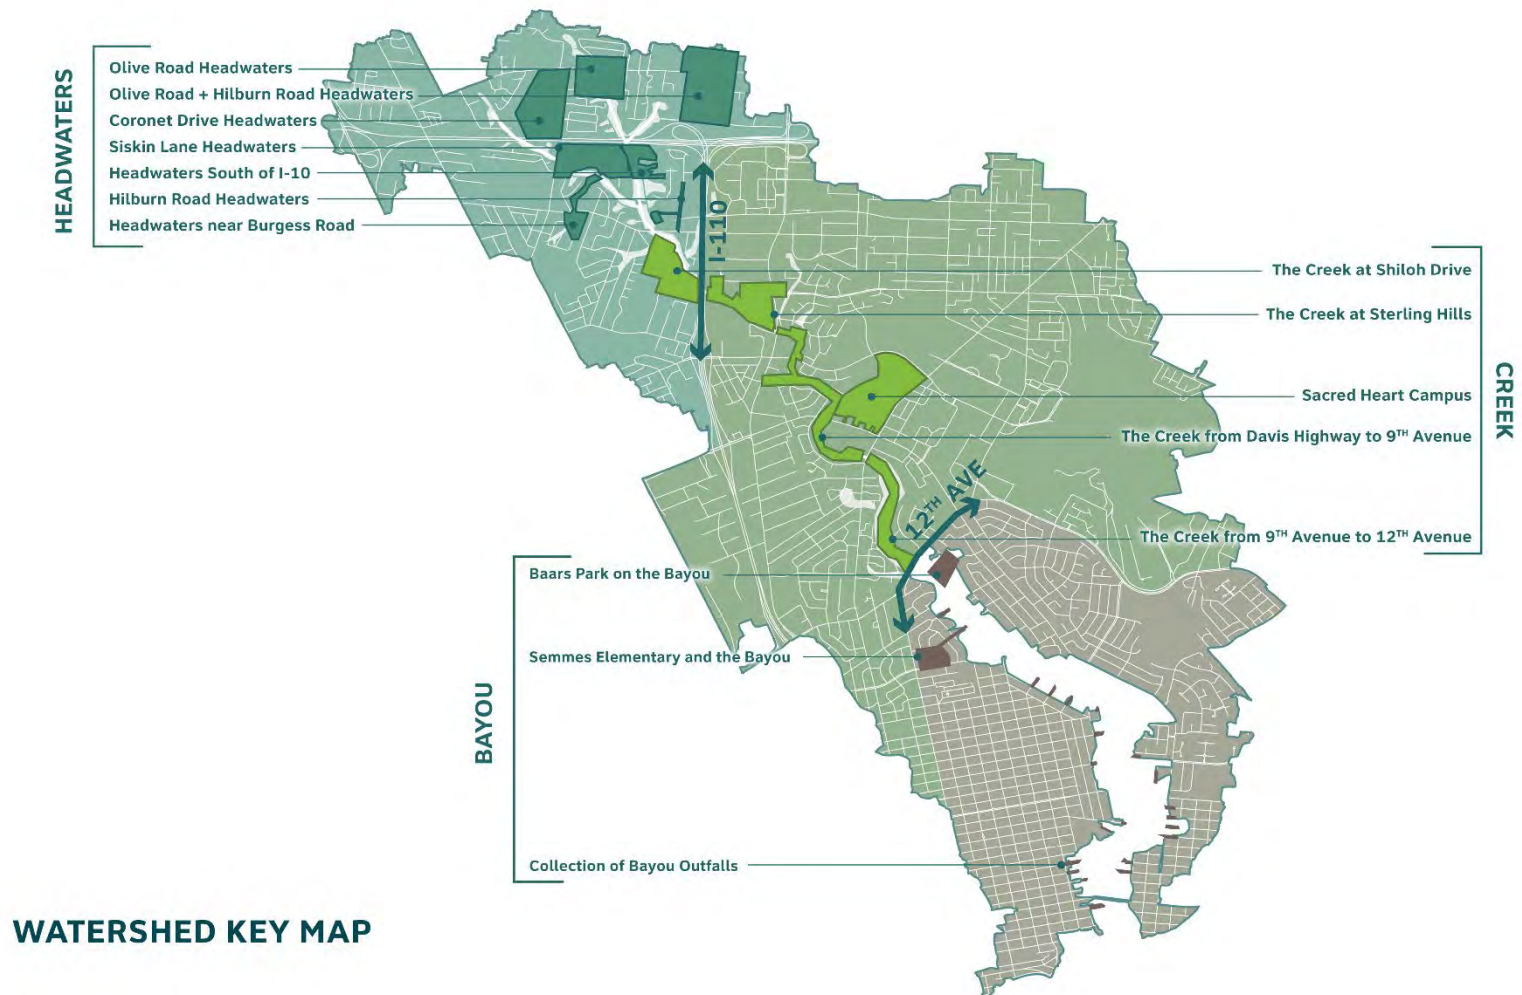 HEADWATERS
Olive Road Headwaters
Olive Road + Hilburn Road Headwaters
Coronet Drive Headwaters
Siskin Lane Headwaters
Headwaters South of I-10
Hilburn Road Headwaters
Headwaters near Burgess Road
I-110
The Creek at Shiloh Drive
The Creek at Sterling Hills
Sacred Heart Campus
The Creek from Davis Highway to 9TH Avenue
The Creek from 9TH Avenue to 12TH Avenue
CREEK
12TH AVE
BAYOU
Baars Park on the Bayou
Semmes Elementary and the Bayou
Collection of Bayou Outfalls
WATERSHED KEY MAP